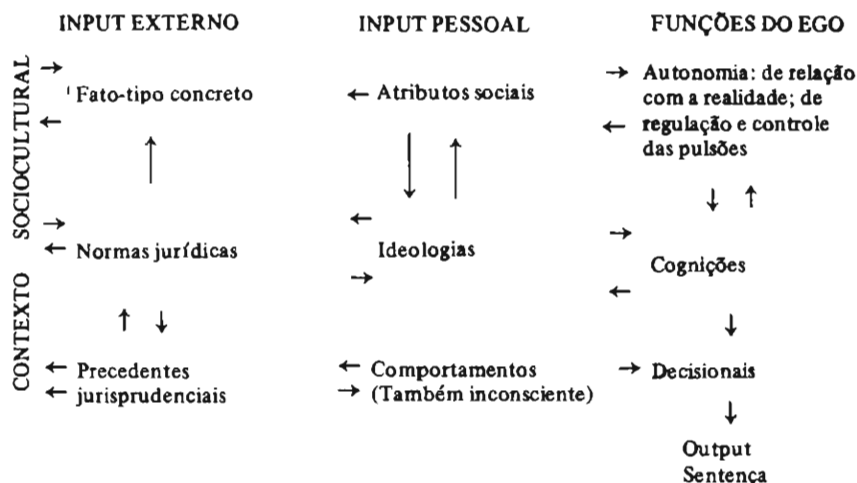 INPUT EXTERNO
INPUT PESSOAL
FUNÇÕES DO EGO
CONTEXTO SOCIOCULTURAL
Fato-tipo concreto
Normas jurídicas
Precedentes
jurisprudenciais
Atributos sociais
Ideologias
Comportamentos
(Também inconsciente)
Autonomia: de relação
com a realidade; de
regulação e controle
das pulsões
Cognições
Decisionais
Output
Sentenca